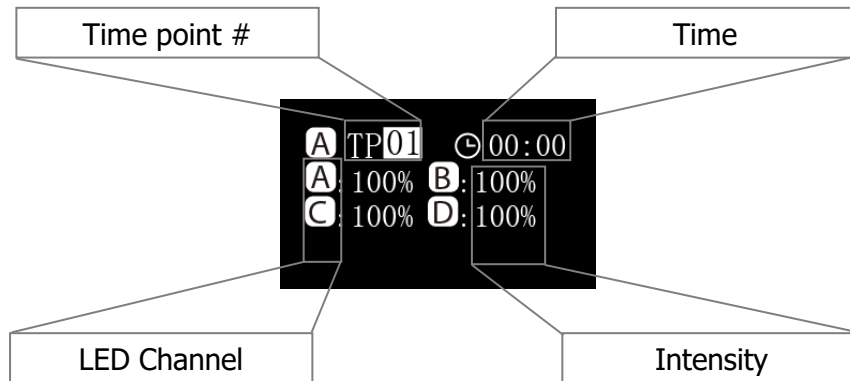 Time point # Time
A TP01 00:00
A: 100% B: 100%
C: 100% D: 100%
LED Channel Intensity